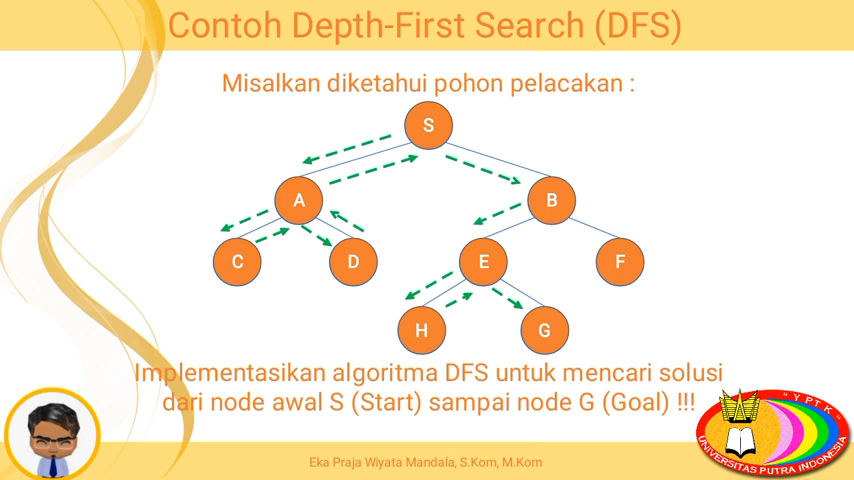 Contoh Depth-First Search (DFS)
Misalkan diketahui pohon pelacakan :
S
A
B
C
D
E
F
H
G
Implementasikan algoritma DFS untuk mencari solusi
dari node awal S (Start) sampai node G (Goal) !!!
Eka Praja Wiyata Mandala, S.Kom, M.Kom
"YPTK"
UNIVERSITAS PUTRA INDONESIA